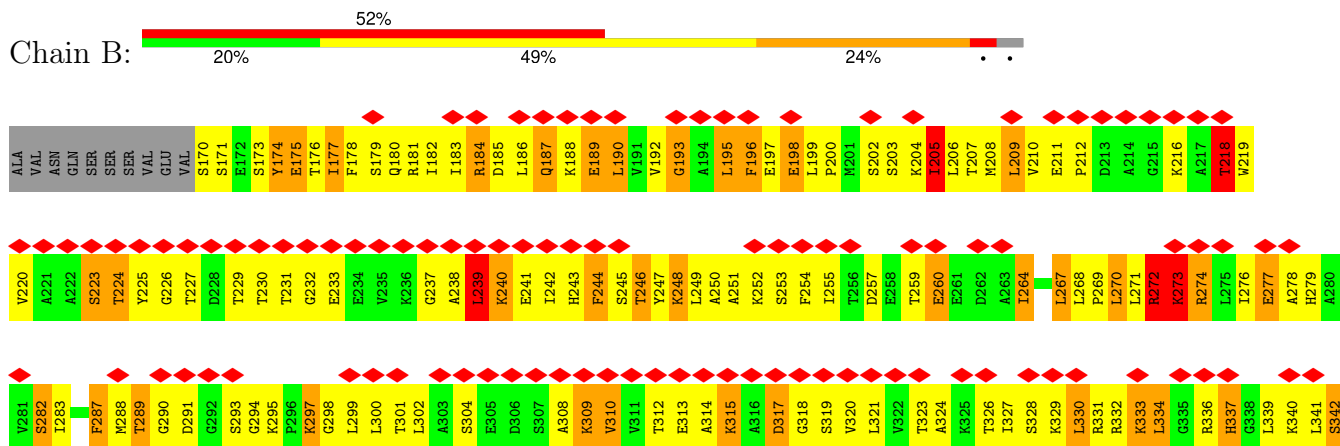 52%
Chain B:
20% 49% 24% • •
ALA VAL ASN GLN SER SER SER VAL GLU VAL S170 S171 E172 S173 Y174 E175 T176 I177 F178 S179 Q180 R181 I182 I183 R184 D185 L186 Q187 K188 E189 L190 V191 V192 G193 A194 L195 F196 E197 E198 L199 P200 M201 S202 S203 K204 I205 L206 T207 M208 L209 V210 E211 P212 D213 A214 G215 K216 A217 T218 W219
V220 A221 A222 S223 T224 Y225 G226 T227 D228 T229 T230 T231 G232 E233 E234 V235 K236 G237 A238 L239 K240 E241 I242 H243 F244 S245 T246 Y247 K248 L249 A250 A251 K252 S253 F254 I255 T256 D257 E258 T259 E260 E261 D262 A263 I264 L267 L268 P269 L270 L271 R272 K273 R274 L275 I276 E277 A278 H279 A280
V281 S282 I283 F287 M288 T289 G290 D291 G292 S293 G294 K295 P296 K297 G298 L299 L300 T301 L302 A303 S304 E305 D306 S307 A308 K309 V310 V311 T312 E313 A314 K315 A316 D317 G318 S319 V320 L321 V322 T323 A324 K325 T326 I327 S328 K329 L330 R331 R332 K333 L334 G335 R336 H337 G338 L339 K340 L341